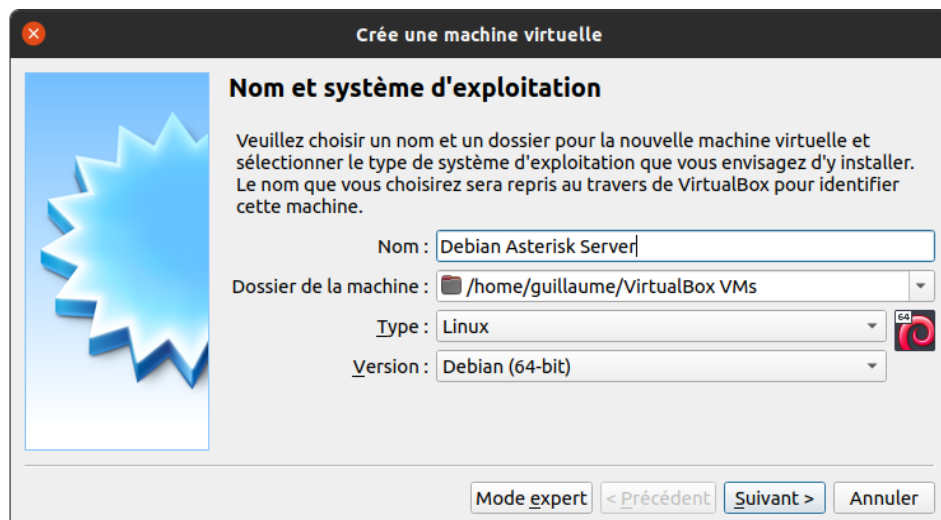 Crée une machine virtuelle
Nom et système d'exploitation
Veuillez choisir un nom et un dossier pour la nouvelle machine virtuelle et
sélectionner le type de système d'exploitation que vous envisagez d'y installer.
Le nom que vous choisirez sera repris au travers de VirtualBox pour identifier
cette machine.
Nom : Debian Asterisk Server
Dossier de la machine : /home/guillaume/VirtualBox VMs
Type : Linux
64
Version : Debian (64-bit)
Mode expert < Précédent Suivant > Annuler